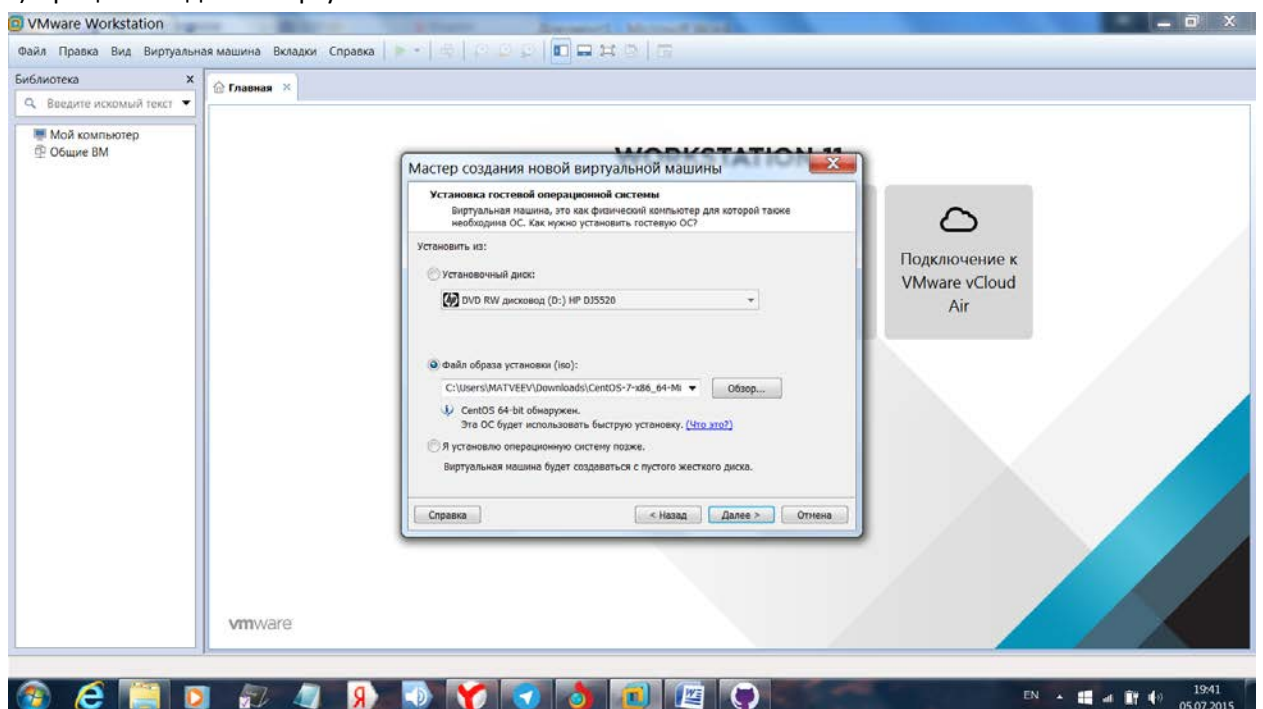 VMware Workstation
Файл Правка Вид Виртуальная машина Вкладки Справка
Библиотека x
Введите искомый текст
Мой компьютер
Общие ВМ
Главная ×
WORKSTATION 11
Мастер создания новой виртуальной машины
Установка гостевой операционной системы
Виртуальная машина, это как физический компьютер для которой также
необходима ОС. Как нужно установить гостевую ОС?
Установить из:
Установочный диск:
DVD RW дисковод (D:) HP DJ5520
Файл образа установки (iso):
C:\Users\MATVEEV\Downloads\CentOS-7-x86_64-Mi
Обзор...
CentOS 64-bit обнаружен.
Эта ОС будет использовать быструю установку. (Что это?)
Я установлю операционную систему позже.
Виртуальная машина будет создаваться с пустого жесткого диска.
Справка < Назад Далее > Отмена
Подключение к
VMware vCloud
Air
vmware
EN 19:41
05.07.2015